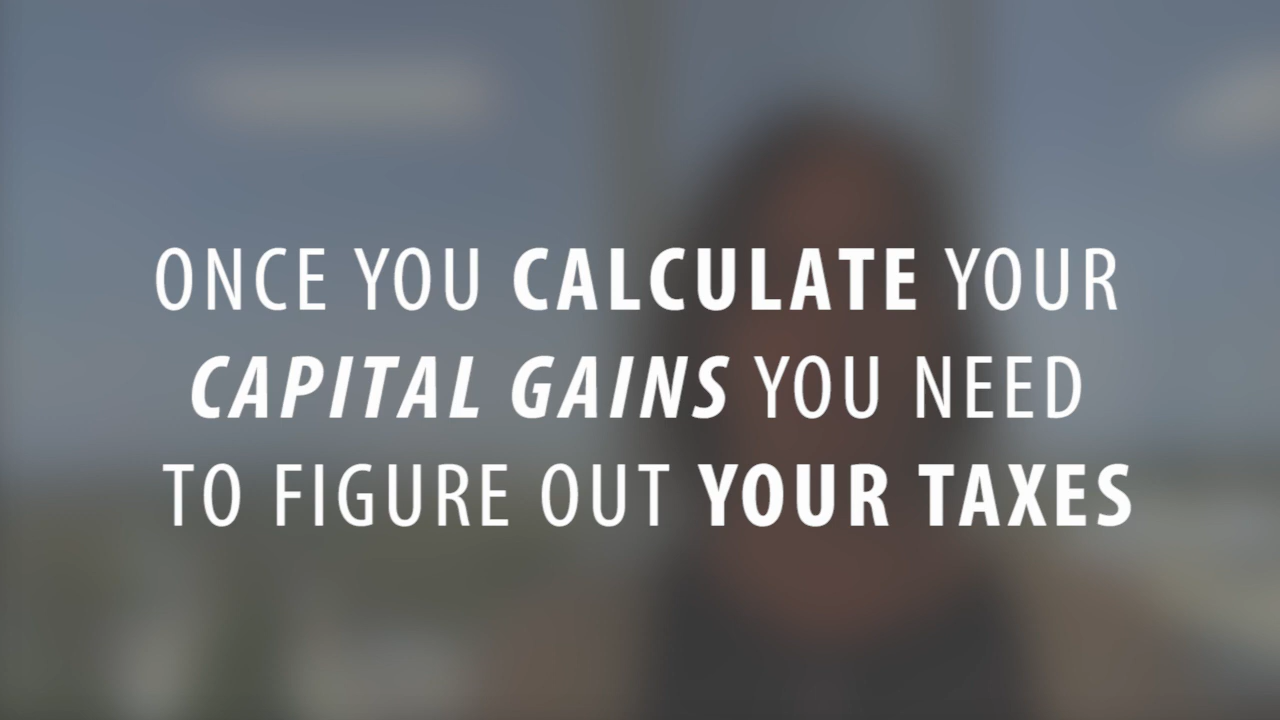 ONCE YOU CALCULATE YOUR
CAPITAL GAINS YOU NEED
TO FIGURE OUT YOUR TAXES